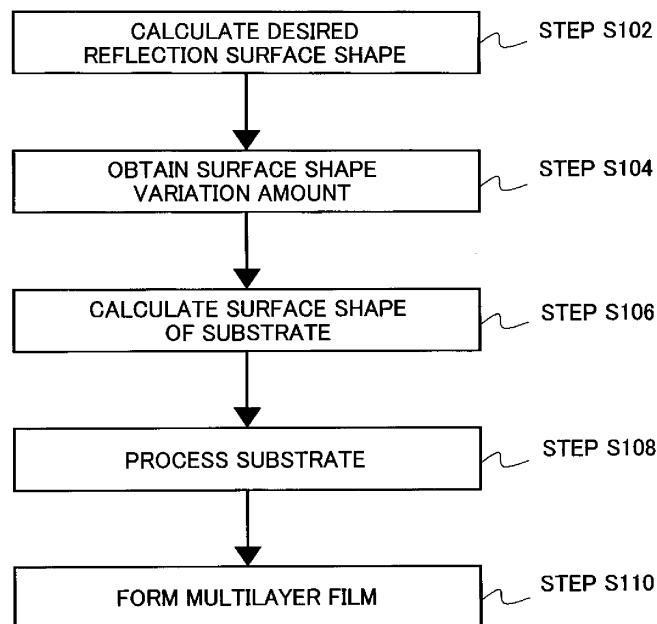 CALCULATE DESIRED
REFLECTION SURFACE SHAPE
STEP S102
OBTAIN SURFACE SHAPE
VARIATION AMOUNT
STEP S104
CALCULATE SURFACE SHAPE
OF SUBSTRATE
STEP S106
PROCESS SUBSTRATE
STEP S108
FORM MULTILAYER FILM
STEP S110